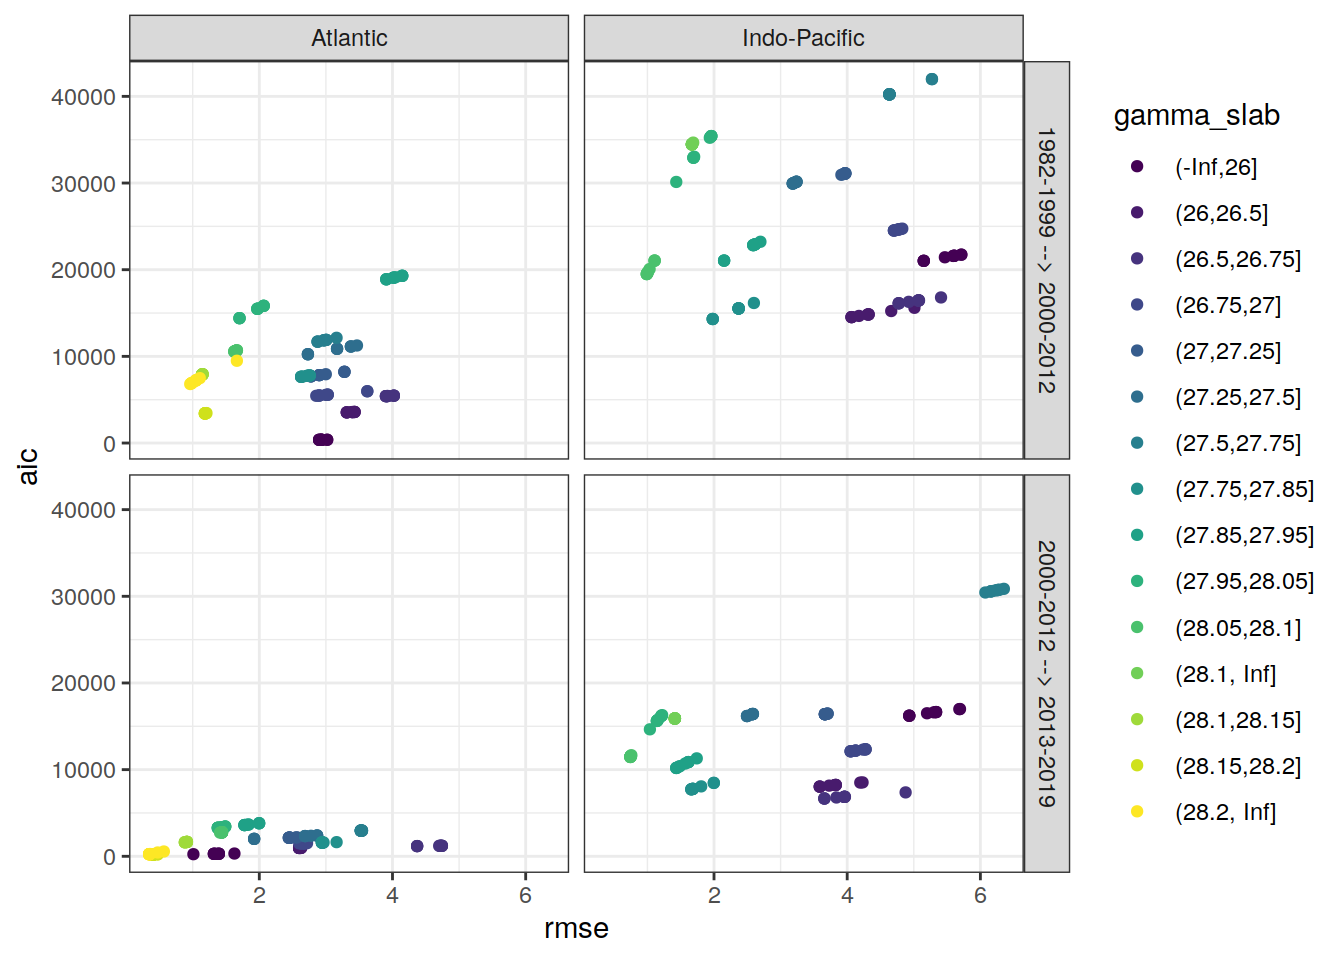 Atlantic
Indo-Pacific
40000
30000
20000
10000
0
1982-1999 --> 2000-2012
40000
30000
20000
10000
0
2000-2012 --> 2013-2019
2
4
6
2
4
6
rmse
aic
gamma_slab
(-Inf,26]
(26,26.5]
(26.5,26.75]
(26.75,27]
(27,27.25]
(27.25,27.5]
(27.5,27.75]
(27.75,27.85]
(27.85,27.95]
(27.95,28.05]
(28.05,28.1]
(28.1, Inf]
(28.1,28.15]
(28.15,28.2]
(28.2, Inf]